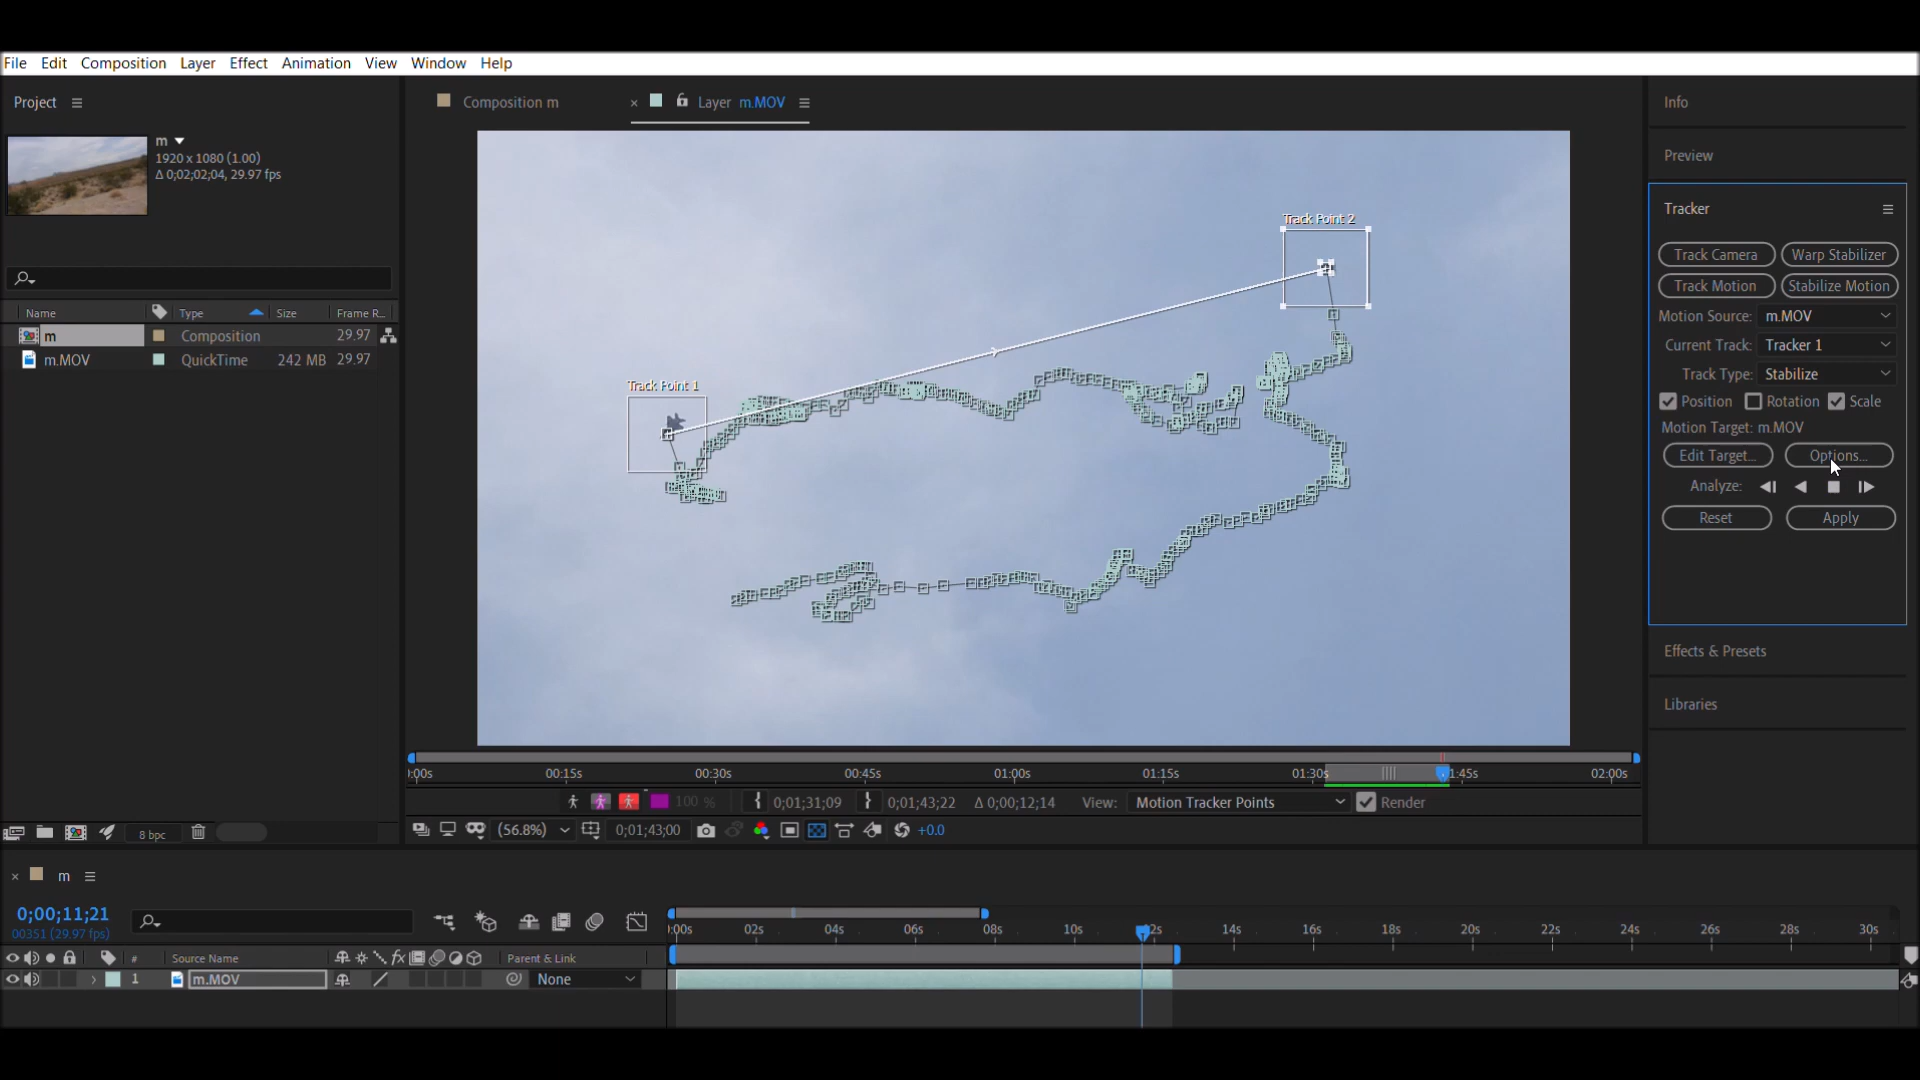 File Edit Composition Layer Effect Animation View Window Help
Project
m
1920 x 1080 (1.00)
Δ 0;02;02;04, 29.97 fps
Name Type Size Frame R...
m Composition 29.97
m.MOV QuickTime 242 MB 29.97
8 bpc
Composition m
× Layer m.MOV
Track Point 2
Track Point 1
:00s 00:15s 00:30s 00:45s 01:00s 01:15s 01:30s 1:45s 02:00s
100 % 0;01;31;09 0;01;43;22 Δ 0;00;12;14 View: Motion Tracker Points Render
(56.8%) 0;01;43;00 +0.0
Info
Preview
Tracker
Track Camera Warp Stabilizer
Track Motion Stabilize Motion
Motion Source: m.MOV
Current Track: Tracker 1
Track Type: Stabilize
Position Rotation Scale
Motion Target: m.MOV
Edit Target... Options...
Analyze:
Reset Apply
Effects & Presets
Libraries
× m
0;00;11;21
00351 (29.97 fps)
:00s 02s 04s 06s 08s 10s 2s 14s 16s 18s 20s 22s 24s 26s 28s 30s
# Source Name fx Parent & Link
1 m.MOV None